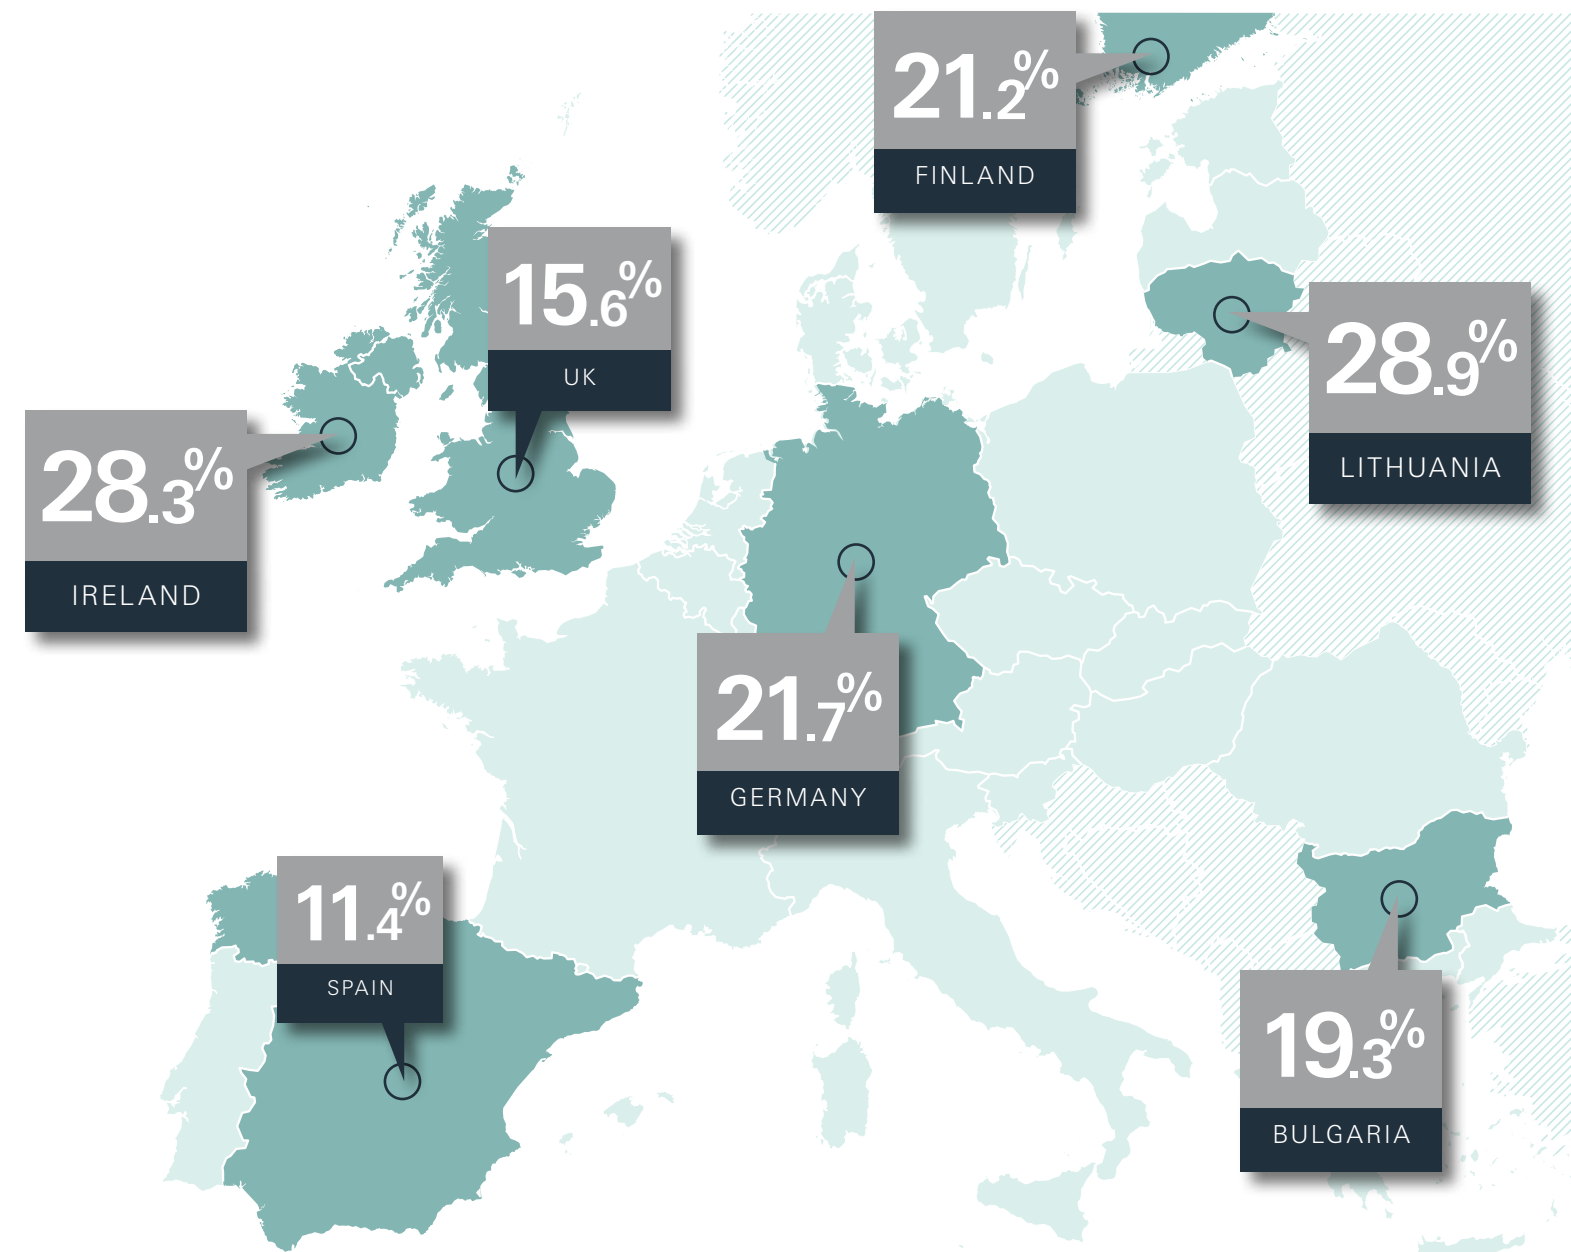 21.2%
FINLAND
15.6%
UK
28.9%
LITHUANIA
28.3%
IRELAND
21.7%
GERMANY
11.4%
SPAIN
19.3%
BULGARIA